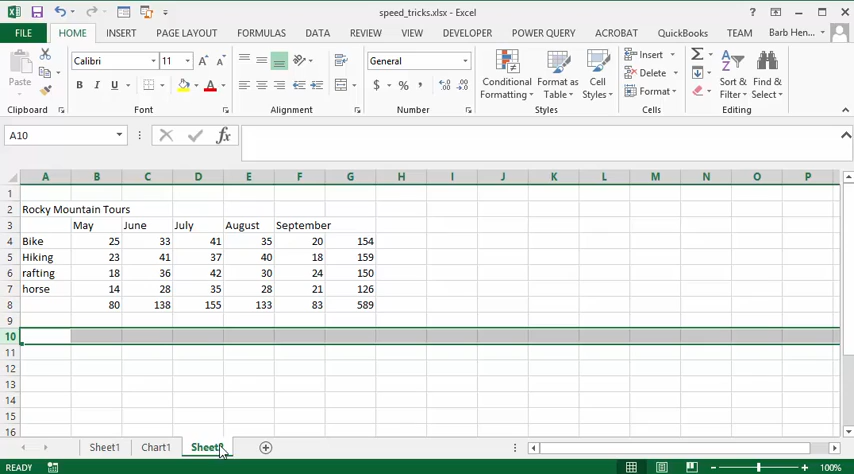 speed_tricks.xlsx - Excel
FILE HOME INSERT PAGE LAYOUT FORMULAS DATA REVIEW VIEW DEVELOPER POWER QUERY ACROBAT QuickBooks TEAM Barb Hen...
Paste Calibri 11 General Conditional Formatting Format as Table Cell Styles Insert Delete Format Sort & Filter Find & Select
Clipboard Font Alignment Number Styles Cells Editing
A10 fx
A B C D E F G H I J K L M N O P
1
2 Rocky Mountain Tours
3 May June July August September
4 Bike 25 33 41 35 20 154
5 Hiking 23 41 37 40 18 159
6 rafting 18 36 42 30 24 150
7 horse 14 28 35 28 21 126
8 80 138 155 133 83 589
9
10
11
12
13
14
15
16
Sheet1 Chart1
READY 100%